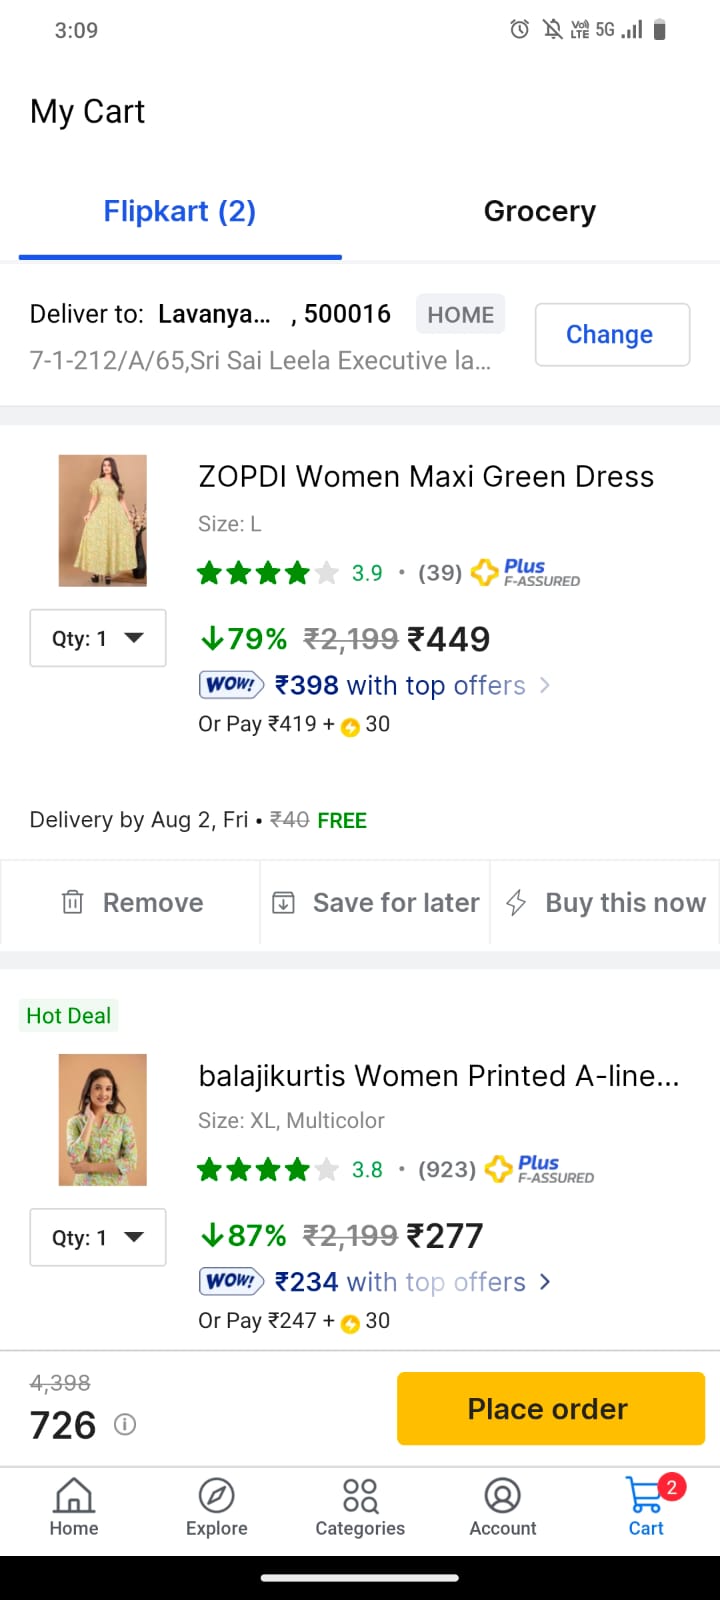 3:09
Vo) LTE 5G
My Cart
Flipkart (2) Grocery
Deliver to: Lavanya... , 500016 HOME
Change
7-1-212/A/65,Sri Sai Leela Executive la...
ZOPDI Women Maxi Green Dress
Size: L
3.9 • (39) Plus F-ASSURED
Qty: 1
↓79% ₹2,199 ₹449
WOW! ₹398 with top offers >
Or Pay ₹419 + 30
Delivery by Aug 2, Fri • ₹40 FREE
Remove Save for later Buy this now
Hot Deal
balajikurtis Women Printed A-line...
Size: XL, Multicolor
3.8 • (923) Plus F-ASSURED
Qty: 1
↓87% ₹2,199 ₹277
WOW! ₹234 with top offers >
Or Pay ₹247 + 30
4,398
726
Place order
2
Home Explore Categories Account Cart